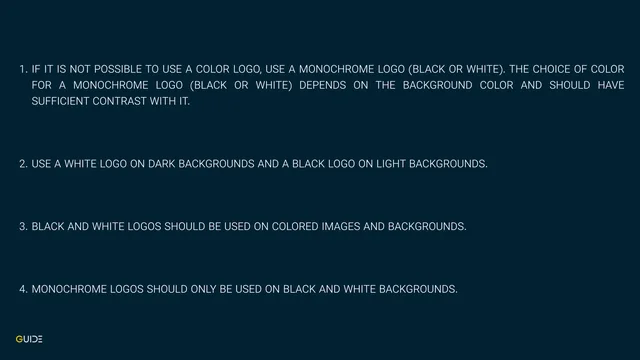 1. IF IT IS NOT POSSIBLE TO USE A COLOR LOGO, USE A MONOCHROME LOGO (BLACK OR WHITE). THE CHOICE OF COLOR
FOR A MONOCHROME LOGO (BLACK OR WHITE) DEPENDS ON THE BACKGROUND COLOR AND SHOULD HAVE
SUFFICIENT CONTRAST WITH IT.
2. USE A WHITE LOGO ON DARK BACKGROUNDS AND A BLACK LOGO ON LIGHT BACKGROUNDS.
3. BLACK AND WHITE LOGOS SHOULD BE USED ON COLORED IMAGES AND BACKGROUNDS.
4. MONOCHROME LOGOS SHOULD ONLY BE USED ON BLACK AND WHITE BACKGROUNDS.
GUIDE